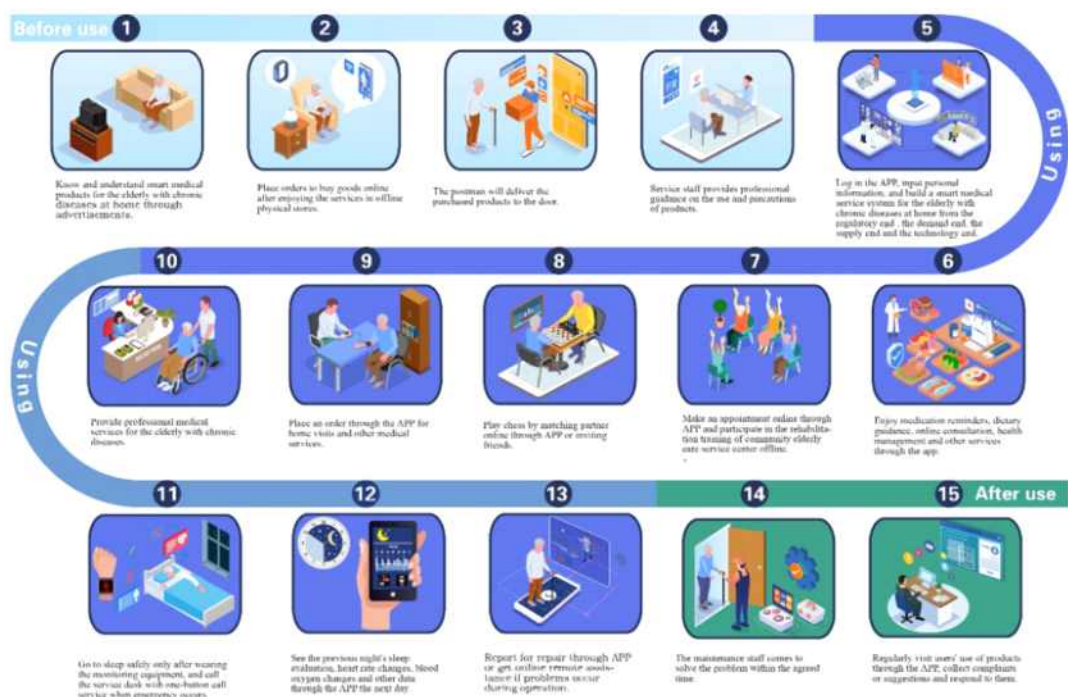 Before use
1
2
3
4
5
Know and understand smart medical
products for the elderly with chronic
diseases at home through
advertisements.
Place orders to buy goods online
after enjoying the services in offline
physical stores.
The postman will deliver the
purchased products to the door.
Service staff provides professional
guidance on the use and precautions
of products.
Log in the APP, input personal
information, and build a smart medical
service system for the elderly with
chronic diseases at home from the
regulatory end , the demand end, the
supply end and the technology end.
Using
10
9
8
7
6
Provide professional medical
services for the elderly with chronic
diseases.
Place an order through the APP for
home visits and other medical
services.
Play chess by matching partner
online through APP or inviting
friends.
Make an appointment online through
APP and participate in the rehabilita-
tion training of community elderly
care service center offline.
Enjoy medication reminders, dietary
guidance, online consultation, health
management and other services
through the app.
Using
11
12
13
14
15
After use
Go to sleep safely only after wearing
the monitoring equipment, and call
the service desk with one-button call
service when emergency occurs
See the previous night's sleep
evaluation, heart rate changes, blood
oxygen changes and other data
through the APP the next day
Report for repair through APP
or get online remote assis-
tance if problems occur
during operation.
The maintenance staff comes to
solve the problem within the agreed
time.
Regularly visit users' use of products
through the APP, collect complaints
or suggestions and respond to them.